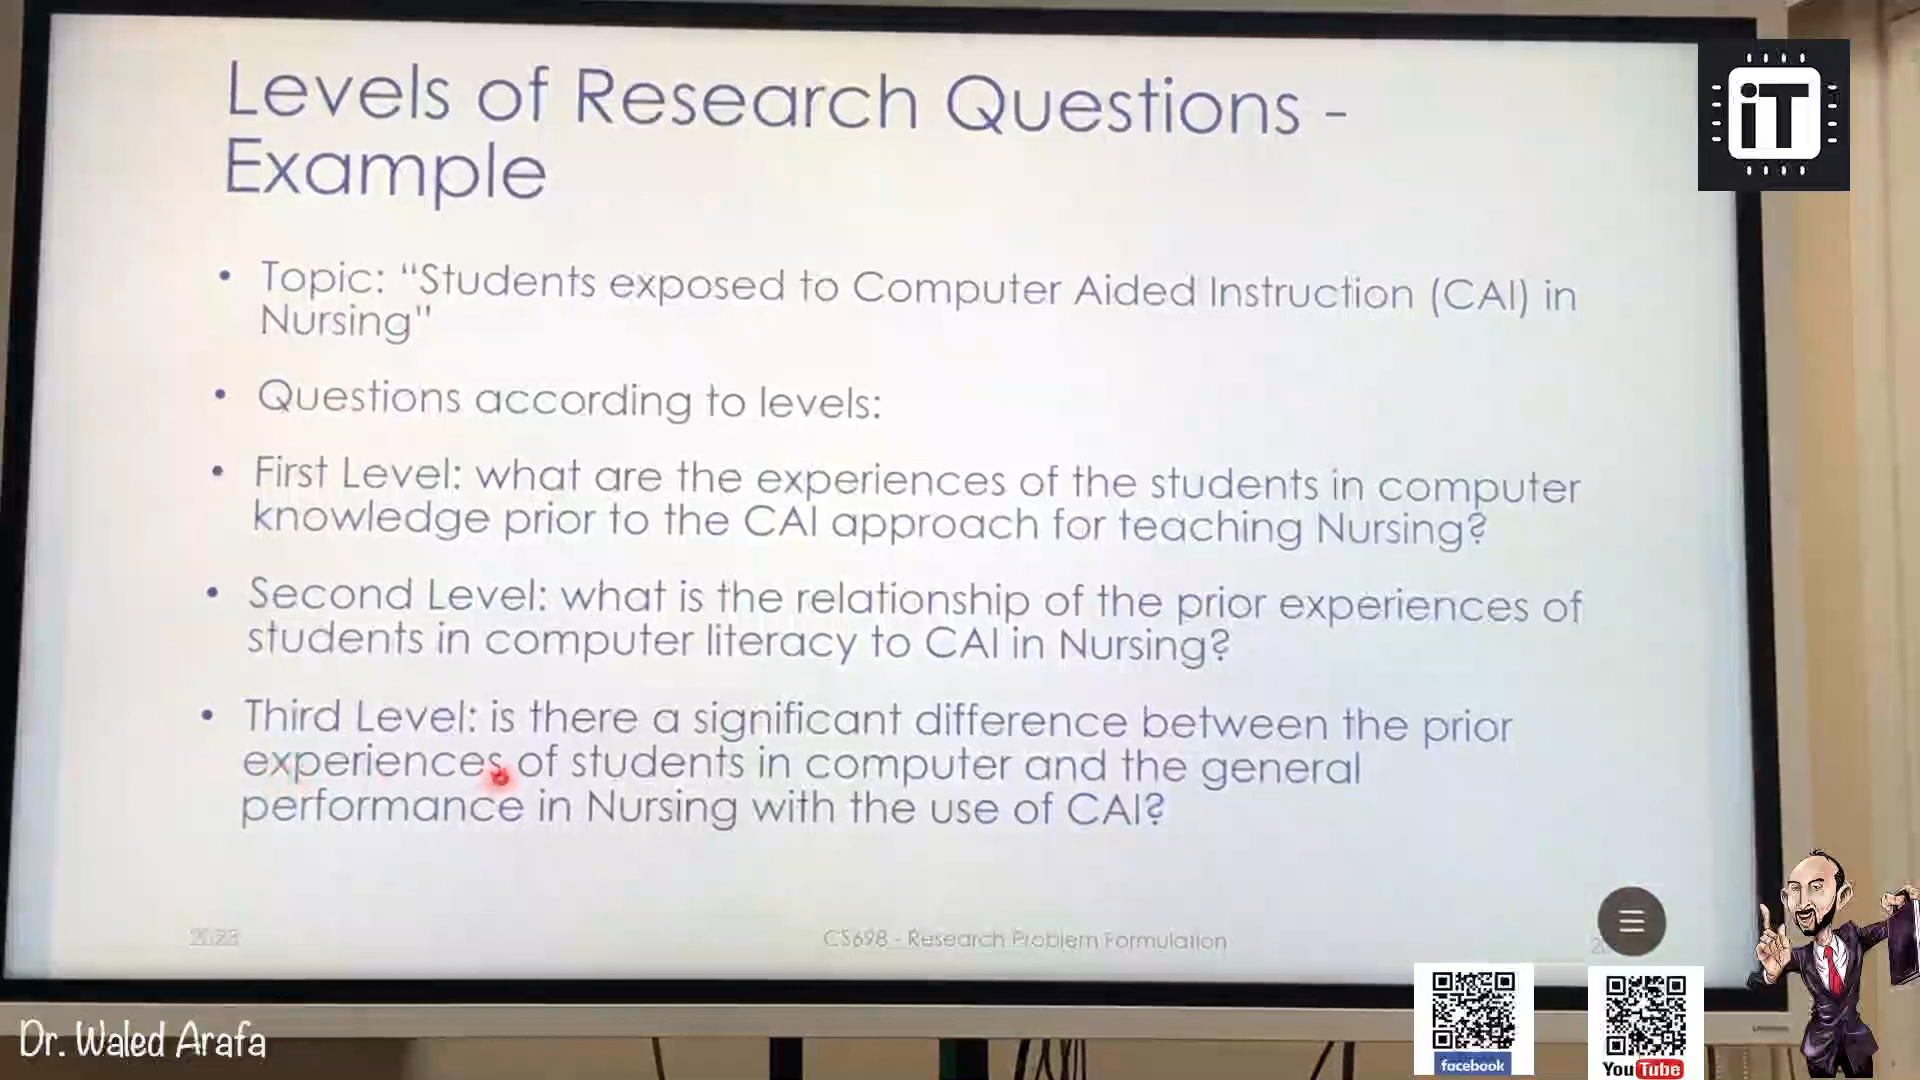 Levels of Research Questions -
Example
iT
• Topic: "Students exposed to Computer Aided Instruction (CAI) in
Nursing"
• Questions according to levels:
• First Level: what are the experiences of the students in computer
knowledge prior to the CAI approach for teaching Nursing?
• Second Level: what is the relationship of the prior experiences of
students in computer literacy to CAI in Nursing?
• Third Level: is there a significant difference between the prior
experiences of students in computer and the general
performance in Nursing with the use of CAI?
2023
CS698 - Research Problem Formulation
Dr. Waled Arafa
facebook
YouTube